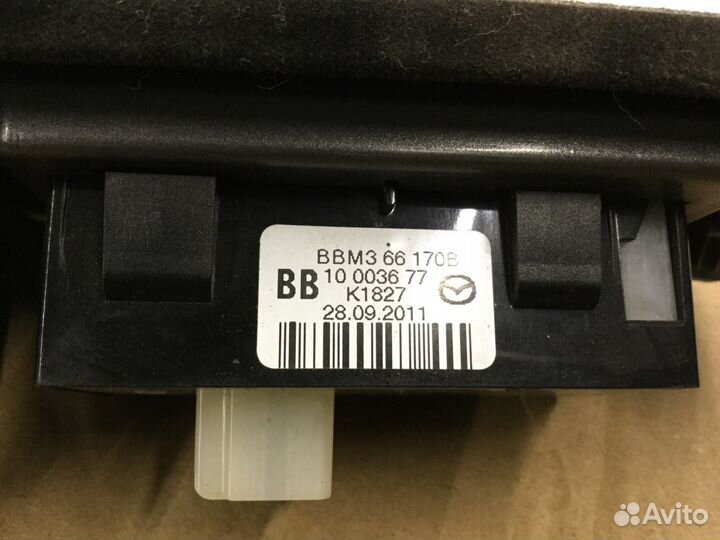 BBM3 66 170B
BB 10 0036 77
K1827
28.09.2011
Avito